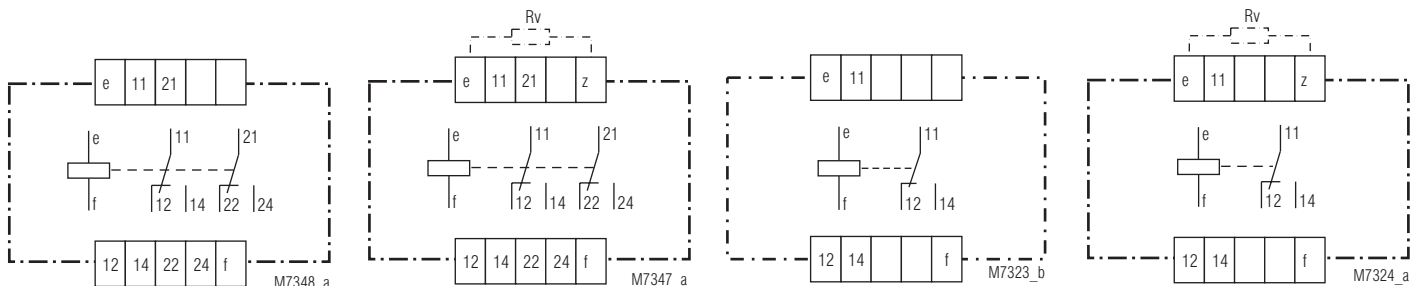 Rv
Rv
e 11 21
e 11 21 z
e 11
e 11 z
e 11 21
e 11 21
e 11
e 11
f 12 14 22 24
f 12 14 22 24
f 12 14
f 12 14
12 14 22 24 f
12 14 22 24 f
12 14 f
12 14 f
M7348_a
M7347_a
M7323_b
M7324_a